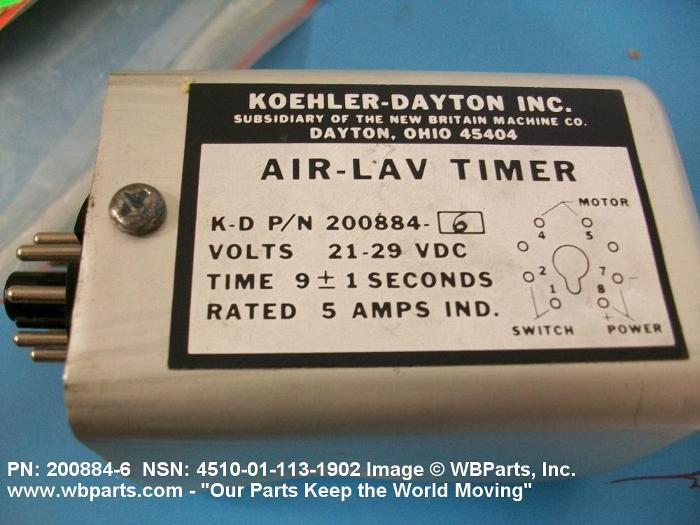 KOEHLER-DAYTON INC.
SUBSIDIARY OF THE NEW BRITAIN MACHINE CO.
DAYTON, OHIO 45404
AIR-LAV TIMER
K-D P/N 200884-6
VOLTS 21-29 VDC
TIME 9 ± 1 SECONDS
RATED 5 AMPS IND.
MOTOR
4 5
2 7
1 8
- +
SWITCH POWER
PN: 200884-6 NSN: 4510-01-113-1902 Image © WBParts, Inc.
www.wbparts.com - "Our Parts Keep the World Moving"